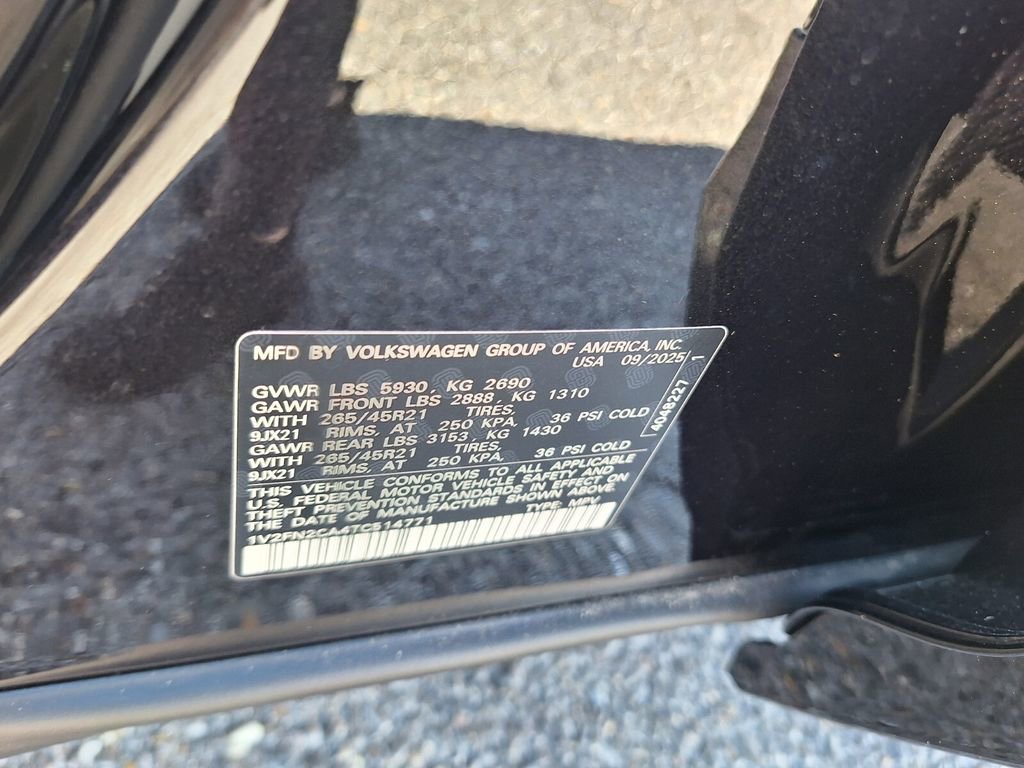 MFD BY VOLKSWAGEN GROUP OF AMERICA, INC
USA 09/2025
1
GVWR LBS 5930, KG 2690
GAWR FRONT LBS 2888, KG 1310
WITH 265/45R21 TIRES,
9JX21 RIMS, AT 250 KPA, 36 PSI COLD
GAWR REAR LBS 3153, KG 1430
WITH 265/45R21 TIRES,
9JX21 RIMS, AT 250 KPA, 36 PSI COLD
4048227
THIS VEHICLE CONFORMS TO ALL APPLICABLE
U.S. FEDERAL MOTOR VEHICLE SAFETY AND
THEFT PREVENTION STANDARDS IN EFFECT ON
THE DATE OF MANUFACTURE SHOWN ABOVE.
1V2FN2CA4TC514771 TYPE: MPV